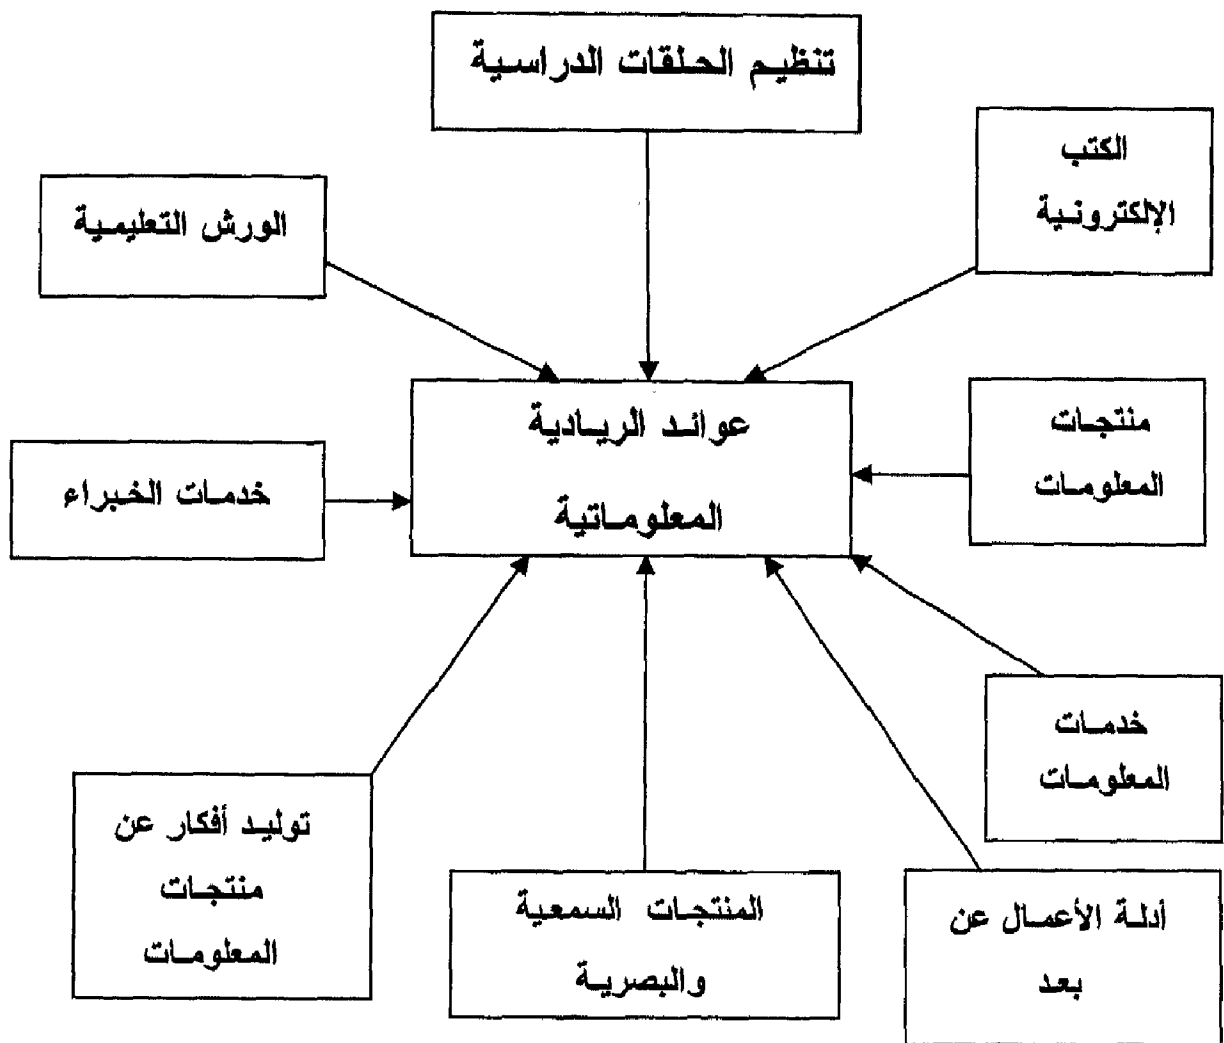 تنظيم الحلقات الدراسية
الكتب
الإلكترونية
الورش التعليمية
عوائد الريادية
المعلوماتية
منتجات
المعلومات
خدمات الخبراء
خدمات
المعلومات
توليد أفكار عن
منتجات
المعلومات
المنتجات السمعية
والبصرية
أدلة الأعمال عن
بعد